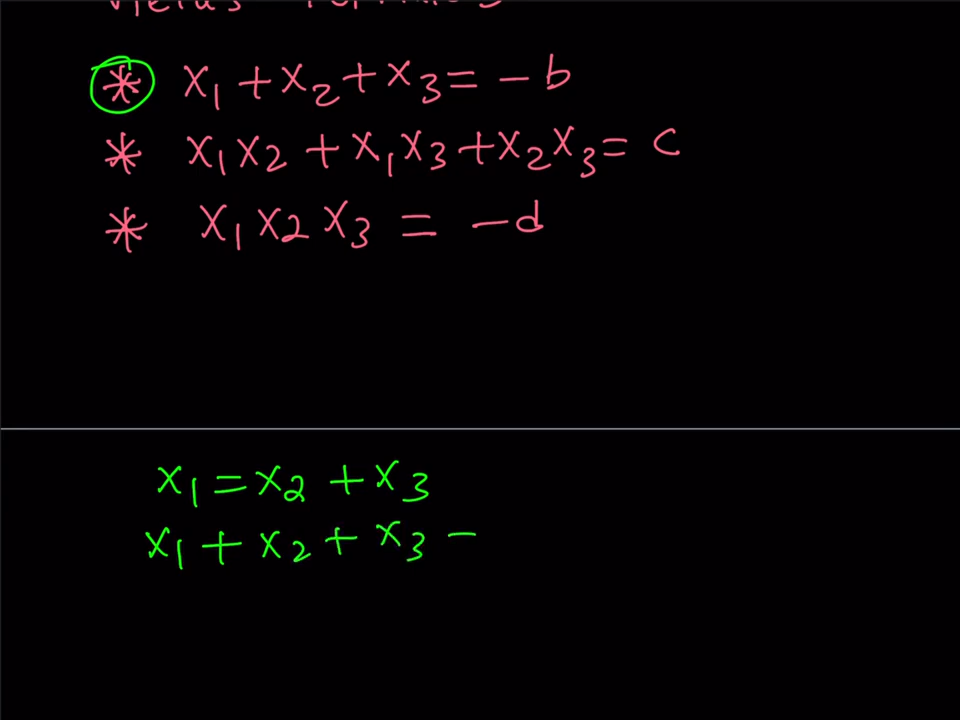 * x₁ + x₂ + x₃ = -b
* x₁x₂ + x₁x₃ + x₂x₃ = c
* x₁x₂x₃ = -d
x₁ = x₂ + x₃
x₁ + x₂ + x₃ -